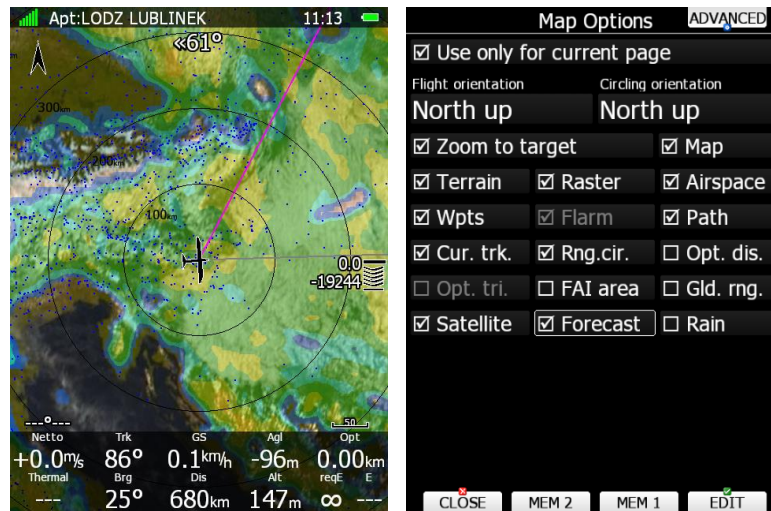 Apt:LODZ LUBLINEK 11:13
«61°
300km
200km
100km
0.0
-19244
---°---
50
Netto Trk GS Agl Opt
+0.0m/s 86° 0.1km/h -96m 0.00km
Thermal Brg Dis Alt reqE E
--- 25° 680km 147m ∞ ---
Map Options ADVANCED
Use only for current page
Flight orientation Circling orientation
North up North up
Zoom to target Map
Terrain Raster Airspace
Wpts Flarm Path
Cur. trk. Rng.cir. Opt. dis.
Opt. tri. FAI area Gld. rng.
Satellite Forecast Rain
CLOSE MEM 2 MEM 1 EDIT